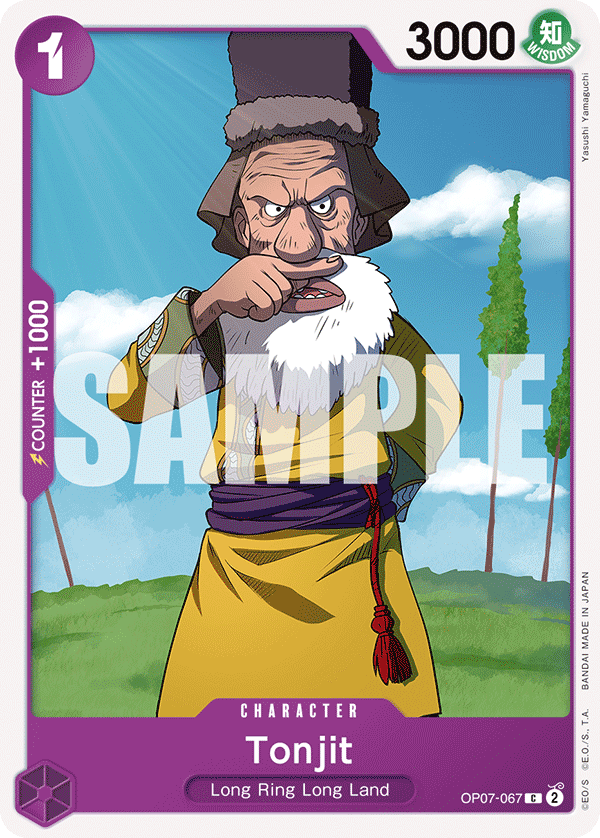 1
3000
知
WISDOM
Yasushi Yamaguchi
COUNTER +1000
SAMPLE
BANDAI MADE IN JAPAN
©EO/S ©E.O./S., T.A.
CHARACTER
Tonjit
Long Ring Long Land
OP07-067 C 2